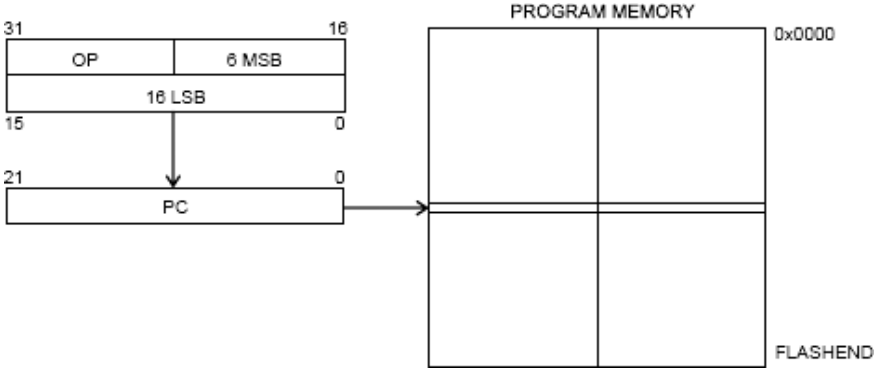 PROGRAM MEMORY
31 16
0x0000
OP 6 MSB
16 LSB
15 0
21 0
PC
FLASHEND